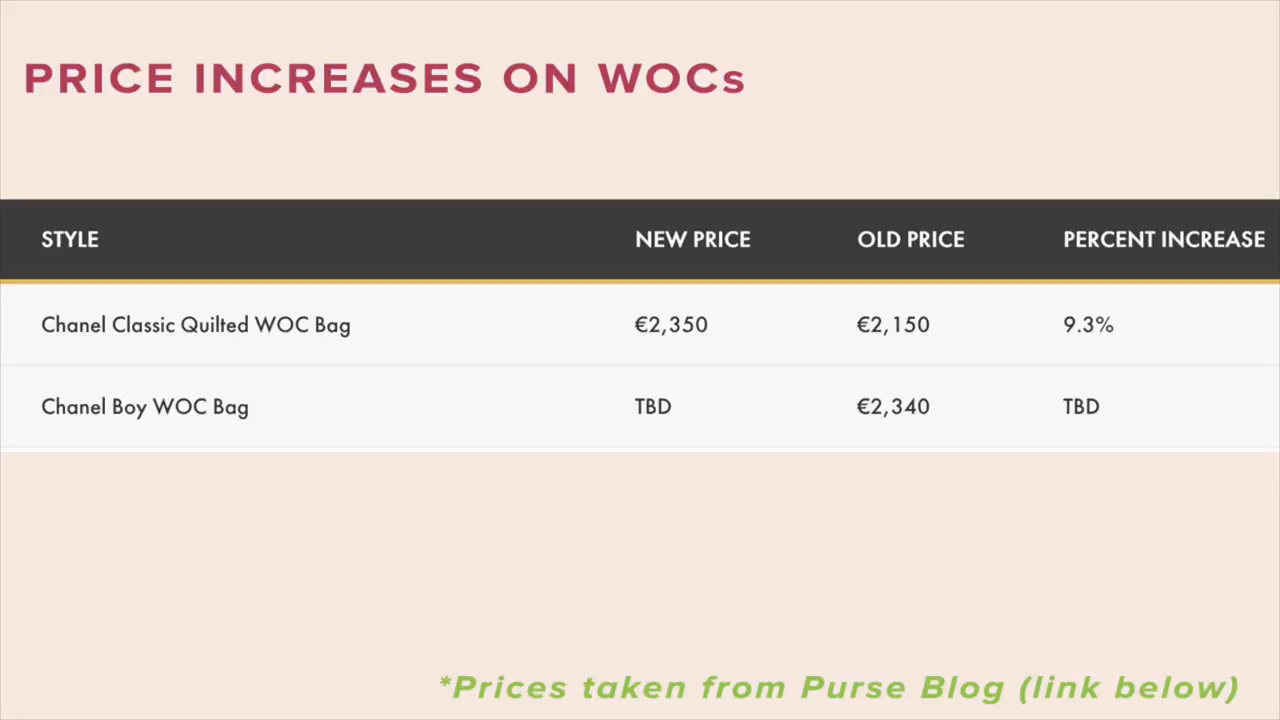 PRICE INCREASES ON WOCs
STYLE NEW PRICE OLD PRICE PERCENT INCREASE
Chanel Classic Quilted WOC Bag €2,350 €2,150 9.3%
Chanel Boy WOC Bag TBD €2,340 TBD
*Prices taken from Purse Blog (link below)